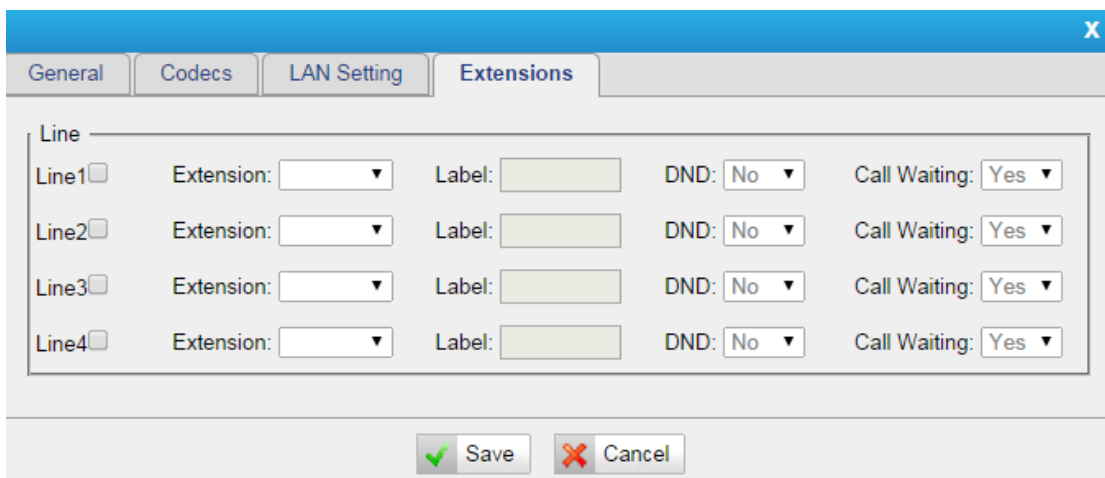 X
General Codecs LAN Setting Extensions
Line
Line1 Extension: Label: DND: No Call Waiting: Yes
Line2 Extension: Label: DND: No Call Waiting: Yes
Line3 Extension: Label: DND: No Call Waiting: Yes
Line4 Extension: Label: DND: No Call Waiting: Yes
Save Cancel